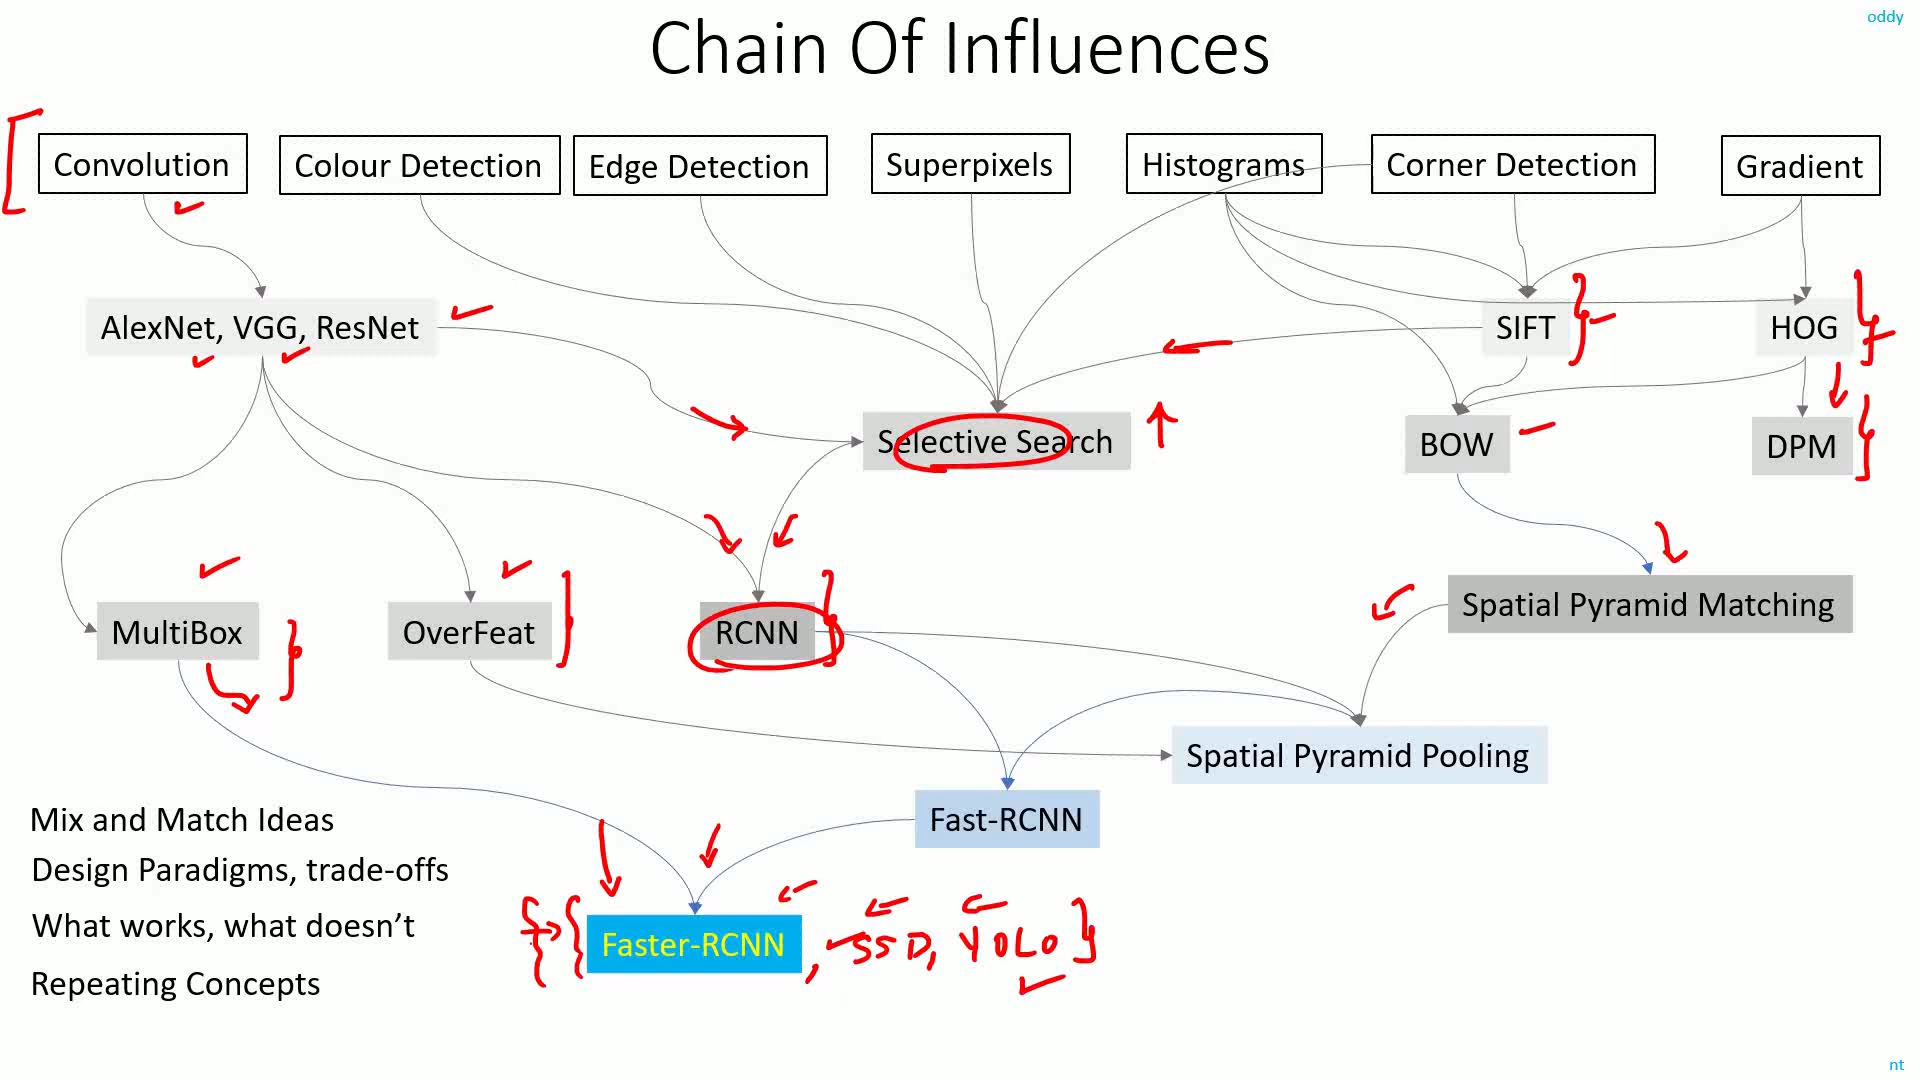 oddy
Chain Of Influences
Convolution
Colour Detection
Edge Detection
Superpixels
Histograms
Corner Detection
Gradient
AlexNet, VGG, ResNet
SIFT
HOG
Selective Search
BOW
DPM
MultiBox
OverFeat
RCNN
Spatial Pyramid Matching
Spatial Pyramid Pooling
Fast-RCNN
Mix and Match Ideas
Design Paradigms, trade-offs
What works, what doesn't
Faster-RCNN , SSD, YOLO
Repeating Concepts
nt